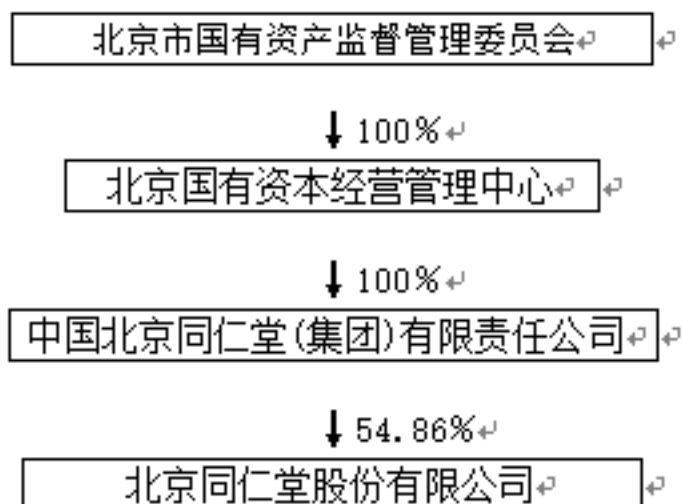 北京市国有资产监督管理委员会
100%
北京国有资本经营管理中心
100%
中国北京同仁堂(集团)有限责任公司
54.86%
北京同仁堂股份有限公司